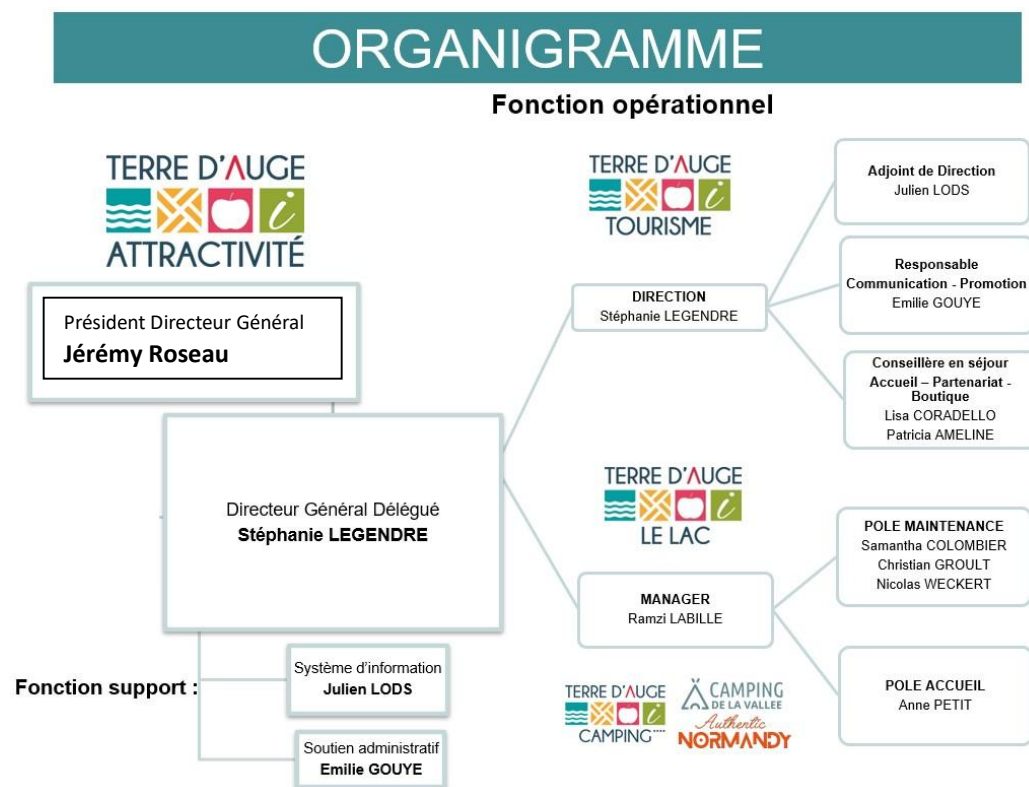 ORGANIGRAMME
Fonction opérationnel
TERRE D'AUGE
i
ATTRACTIVITÉ
Président Directeur Général
Jérémy Roseau
Directeur Général Délégué
Stéphanie LEGENDRE
Fonction support :
Système d'information
Julien LODS
Soutien administratif
Emilie GOUYE
TERRE D'AUGE
i
TOURISME
DIRECTION
Stéphanie LEGENDRE
Adjoint de Direction
Julien LODS
Responsable
Communication - Promotion
Emilie GOUYE
Conseillère en séjour
Accueil – Partenariat -
Boutique
Lisa CORADELLO
Patricia AMELINE
TERRE D'AUGE
i
LE LAC
MANAGER
Ramzi LABILLE
POLE MAINTENANCE
Samantha COLOMBIER
Christian GROULT
Nicolas WECKERT
POLE ACCUEIL
Anne PETIT
TERRE D'AUGE
i
CAMPING****
CAMPING
DE LA VALLEE
Authentic
NORMANDY